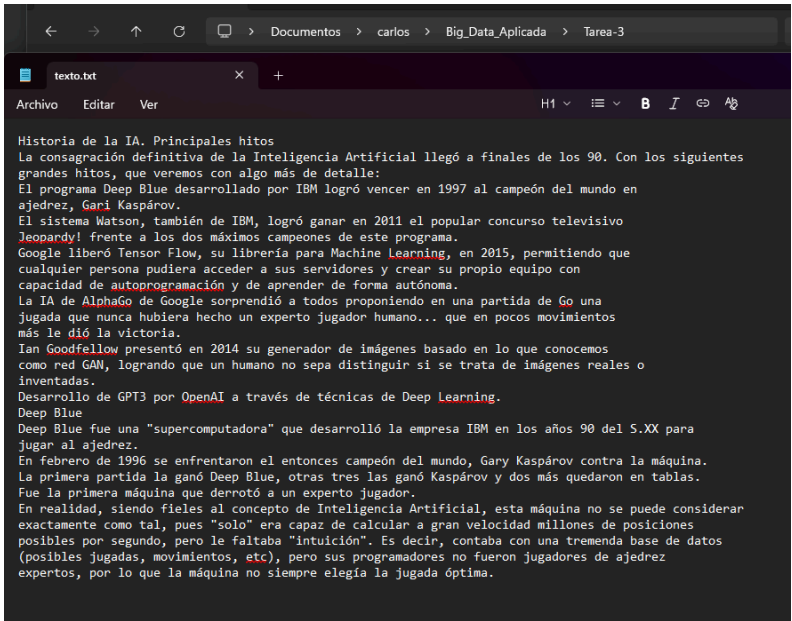 Documentos > carlos > Big_Data_Aplicada > Tarea-3
texto.txt
Archivo Editar Ver H1 B I
Historia de la IA. Principales hitos
La consagración definitiva de la Inteligencia Artificial llegó a finales de los 90. Con los siguientes
grandes hitos, que veremos con algo más de detalle:
El programa Deep Blue desarrollado por IBM logró vencer en 1997 al campeón del mundo en
ajedrez, Gari Kaspárov.
El sistema Watson, también de IBM, logró ganar en 2011 el popular concurso televisivo
Jeopardy! frente a los dos máximos campeones de este programa.
Google liberó Tensor Flow, su librería para Machine Learning, en 2015, permitiendo que
cualquier persona pudiera acceder a sus servidores y crear su propio equipo con
capacidad de autoprogramación y de aprender de forma autónoma.
La IA de AlphaGo de Google sorprendió a todos proponiendo en una partida de Go una
jugada que nunca hubiera hecho un experto jugador humano... que en pocos movimientos
más le dió la victoria.
Ian Goodfellow presentó en 2014 su generador de imágenes basado en lo que conocemos
como red GAN, logrando que un humano no sepa distinguir si se trata de imágenes reales o
inventadas.
Desarrollo de GPT3 por OpenAI a través de técnicas de Deep Learning.
Deep Blue
Deep Blue fue una "supercomputadora" que desarrolló la empresa IBM en los años 90 del S.XX para
jugar al ajedrez.
En febrero de 1996 se enfrentaron el entonces campeón del mundo, Gary Kaspárov contra la máquina.
La primera partida la ganó Deep Blue, otras tres las ganó Kaspárov y dos más quedaron en tablas.
Fue la primera máquina que derrotó a un experto jugador.
En realidad, siendo fieles al concepto de Inteligencia Artificial, esta máquina no se puede considerar
exactamente como tal, pues "solo" era capaz de calcular a gran velocidad millones de posiciones
posibles por segundo, pero le faltaba "intuición". Es decir, contaba con una tremenda base de datos
(posibles jugadas, movimientos, etc), pero sus programadores no fueron jugadores de ajedrez
expertos, por lo que la máquina no siempre elegía la jugada óptima.